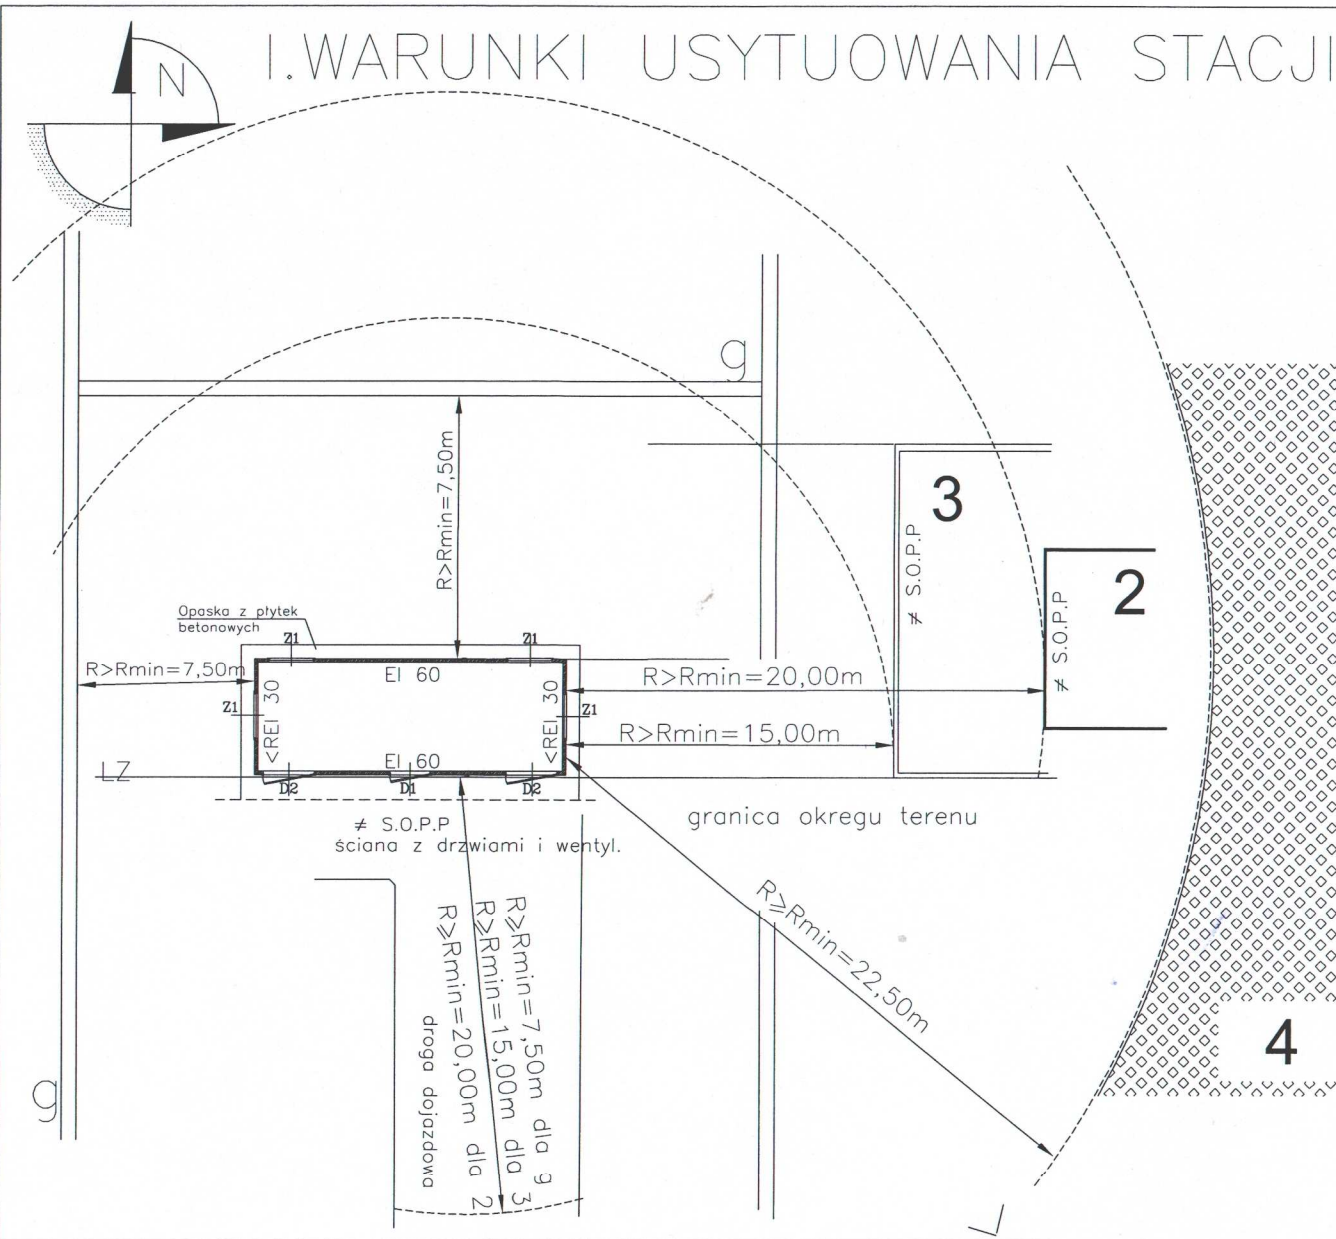 I.WARUNKI USYTUOWANIA STACJI
N
g
R>Rmin=7,50m
3
≠ S.O.P.P
2
≠ S.O.P.P
Opaska z płytek
betonowych
Z1
Z1
R>Rmin=7,50m
EI 60
R>Rmin=20,00m
Z1
<REI 30
<REI 30
Z1
R>Rmin=15,00m
EI 60
LZ
D2
D1
D2
≠ S.O.P.P
ściana z drzwiami i wentyl.
granica okregu terenu
R⩾Rmin=22,50m
R⩾Rmin=7,50m dla g
R⩾Rmin=15,00m dla 3
R⩾Rmin=20,00m dla 2
droga dojazdowa
4
g
L